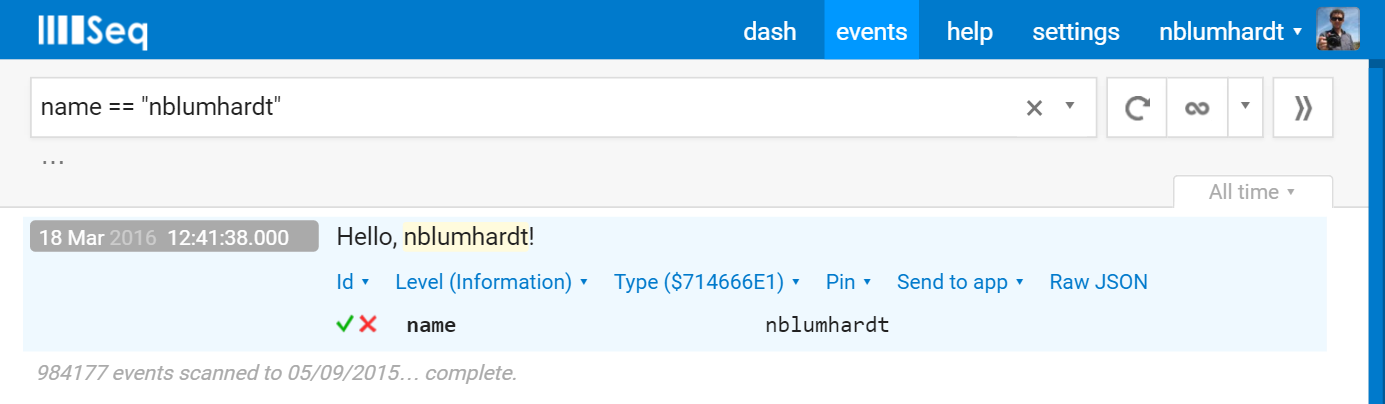 Seq dash events help settings nblumhardt
name == "nblumhardt"
...
All time
18 Mar 2016 12:41:38.000 Hello, nblumhardt!
Id Level (Information) Type ($714666E1) Pin Send to app Raw JSON
name nblumhardt
984177 events scanned to 05/09/2015... complete.